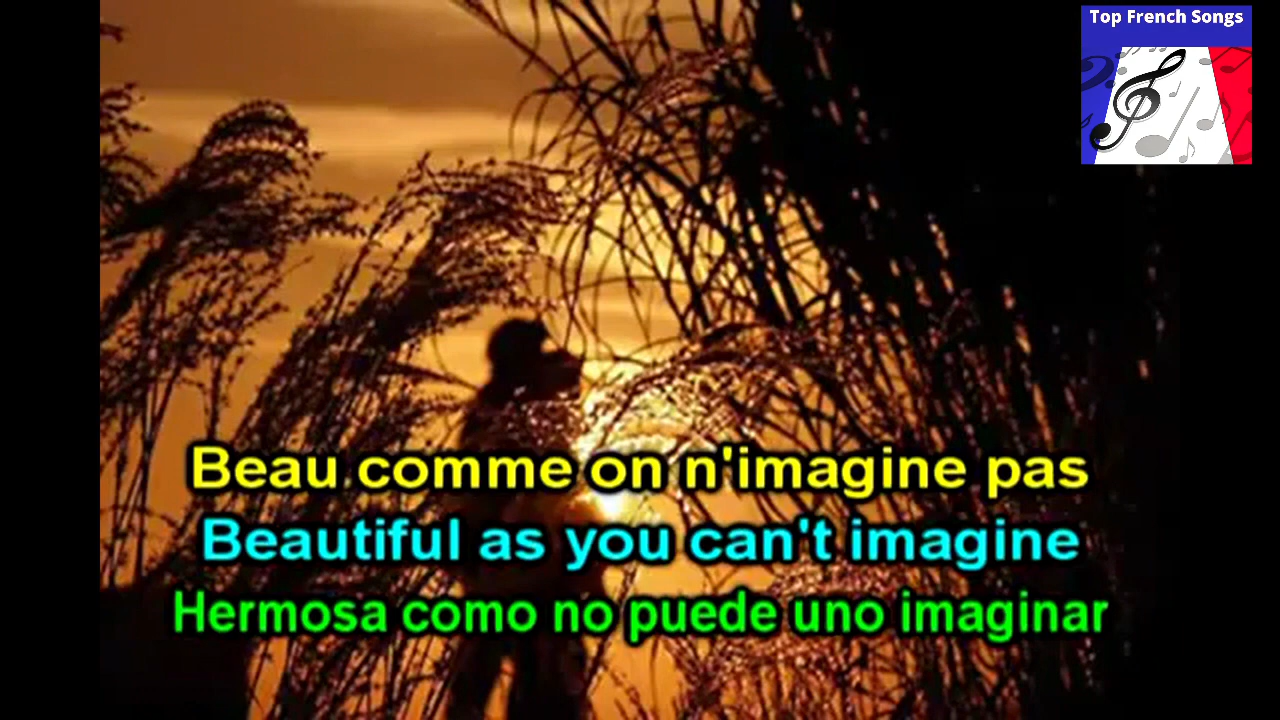 Top French Songs
Beau comme on n'imagine pas
Beautiful as you can't imagine
Hermosa como no puede uno imaginar